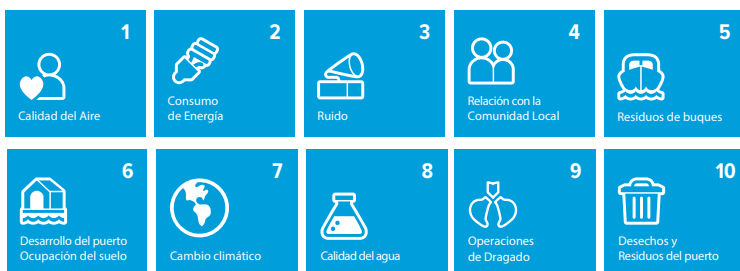 1
Calidad del Aire
2
Consumo
de Energía
3
Ruido
4
Relación con la
Comunidad Local
5
Residuos de buques
6
Desarrollo del puerto
Ocupación del suelo
7
Cambio climático
8
Calidad del agua
9
Operaciones
de Dragado
10
Desechos y
Residuos del puerto